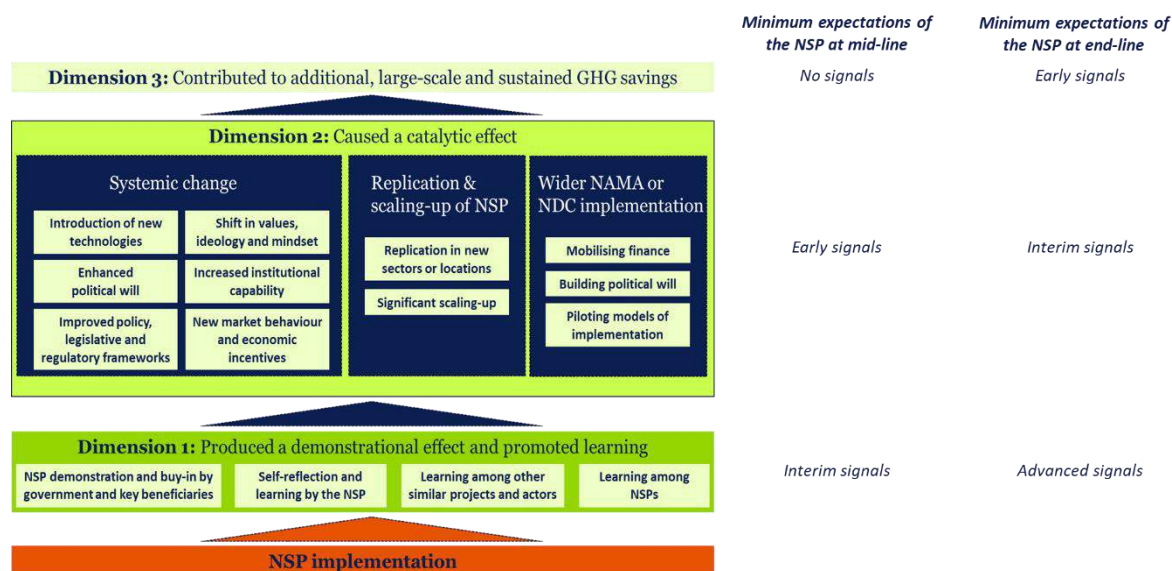 Minimum expectations of
the NSP at mid-line
Minimum expectations of
the NSP at end-line
Dimension 3: Contributed to additional, large-scale and sustained GHG savings
No signals
Early signals
Dimension 2: Caused a catalytic effect
Systemic change
Introduction of new
technologies
Shift in values,
ideology and mindset
Enhanced
political will
Increased institutional
capability
Improved policy,
legislative and
regulatory frameworks
New market behaviour
and economic
incentives
Replication &
scaling-up of NSP
Replication in new
sectors or locations
Significant scaling-up
Wider NAMA or
NDC implementation
Mobilising finance
Building political will
Piloting models of
implementation
Early signals
Interim signals
Dimension 1: Produced a demonstrational effect and promoted learning
NSP demonstration and buy-in by
government and key beneficiaries
Self-reflection and
learning by the NSP
Learning among other
similar projects and actors
Learning among
NSPs
Interim signals
Advanced signals
NSP implementation